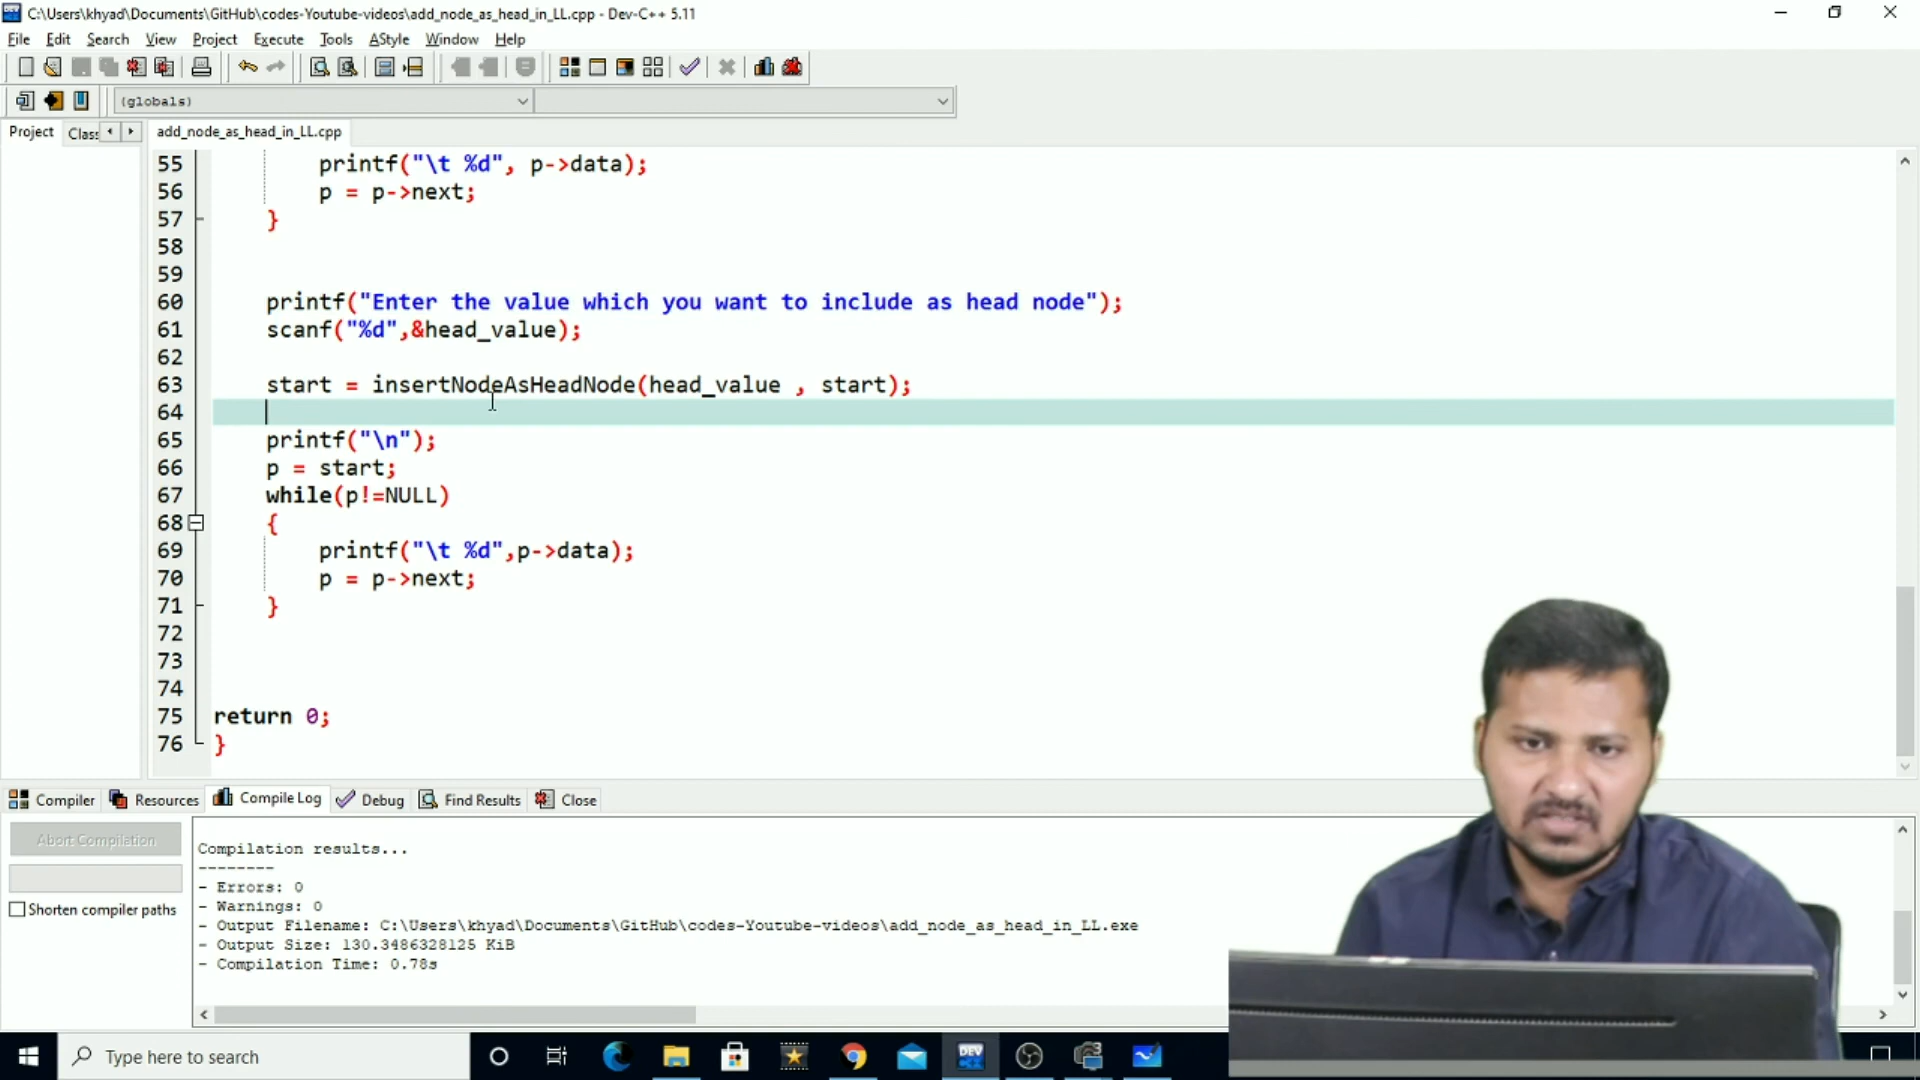 C:\Users\khyad\Documents\GitHub\codes-Youtube-videos\add_node_as_head_in_LL.cpp - Dev-C++ 5.11
File Edit Search View Project Execute Tools AStyle Window Help
(globals)
Project Clas: add_node_as_head_in_LL.cpp
55 printf("\t %d", p->data);
56 p = p->next;
57 }
58
59
60 printf("Enter the value which you want to include as head node");
61 scanf("%d",&head_value);
62
63 start = insertNodeAsHeadNode(head_value , start);
64
65 printf("\n");
66 p = start;
67 while(p!=NULL)
68 {
69 printf("\t %d",p->data);
70 p = p->next;
71 }
72
73
74
75 return 0;
76 }
Compiler Resources Compile Log Debug Find Results Close
Abort Compilation
Shorten compiler paths
Compilation results...
--------
- Errors: 0
- Warnings: 0
- Output Filename: C:\Users\khyad\Documents\GitHub\codes-Youtube-videos\add_node_as_head_in_LL.exe
- Output Size: 130.3486328125 KiB
- Compilation Time: 0.78s
Type here to search
DEV